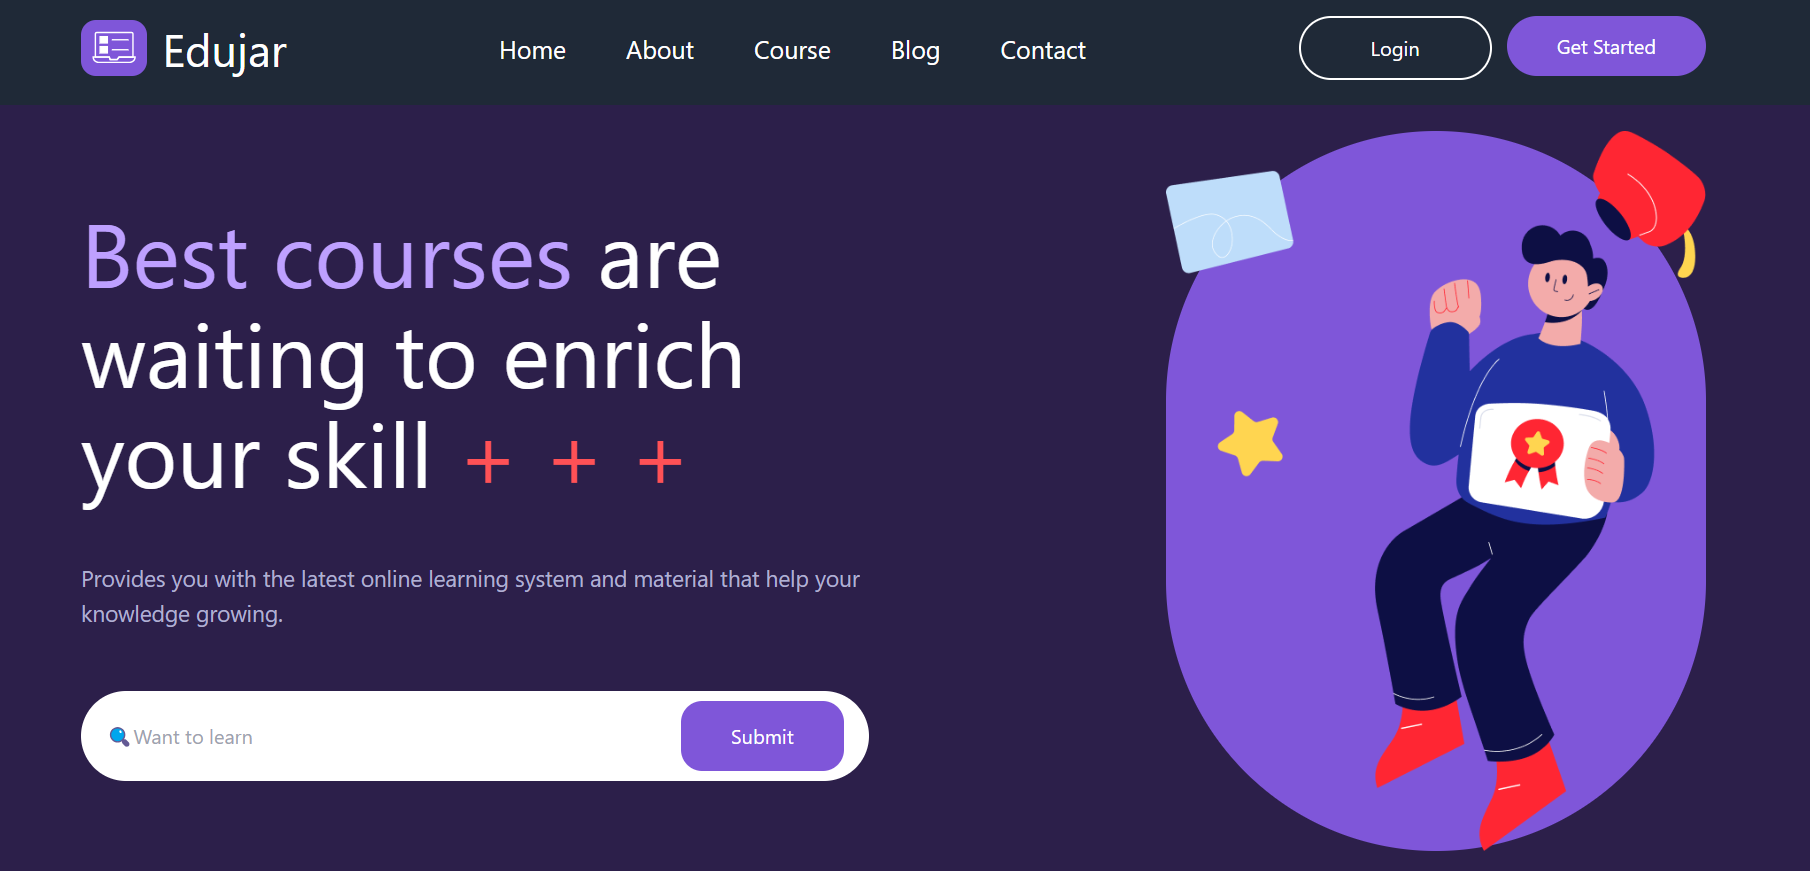 Edujar
Home
About
Course
Blog
Contact
Login
Get Started
Best courses are
waiting to enrich
your skill + + +
Provides you with the latest online learning system and material that help your
knowledge growing.
🔍Want to learn
Submit